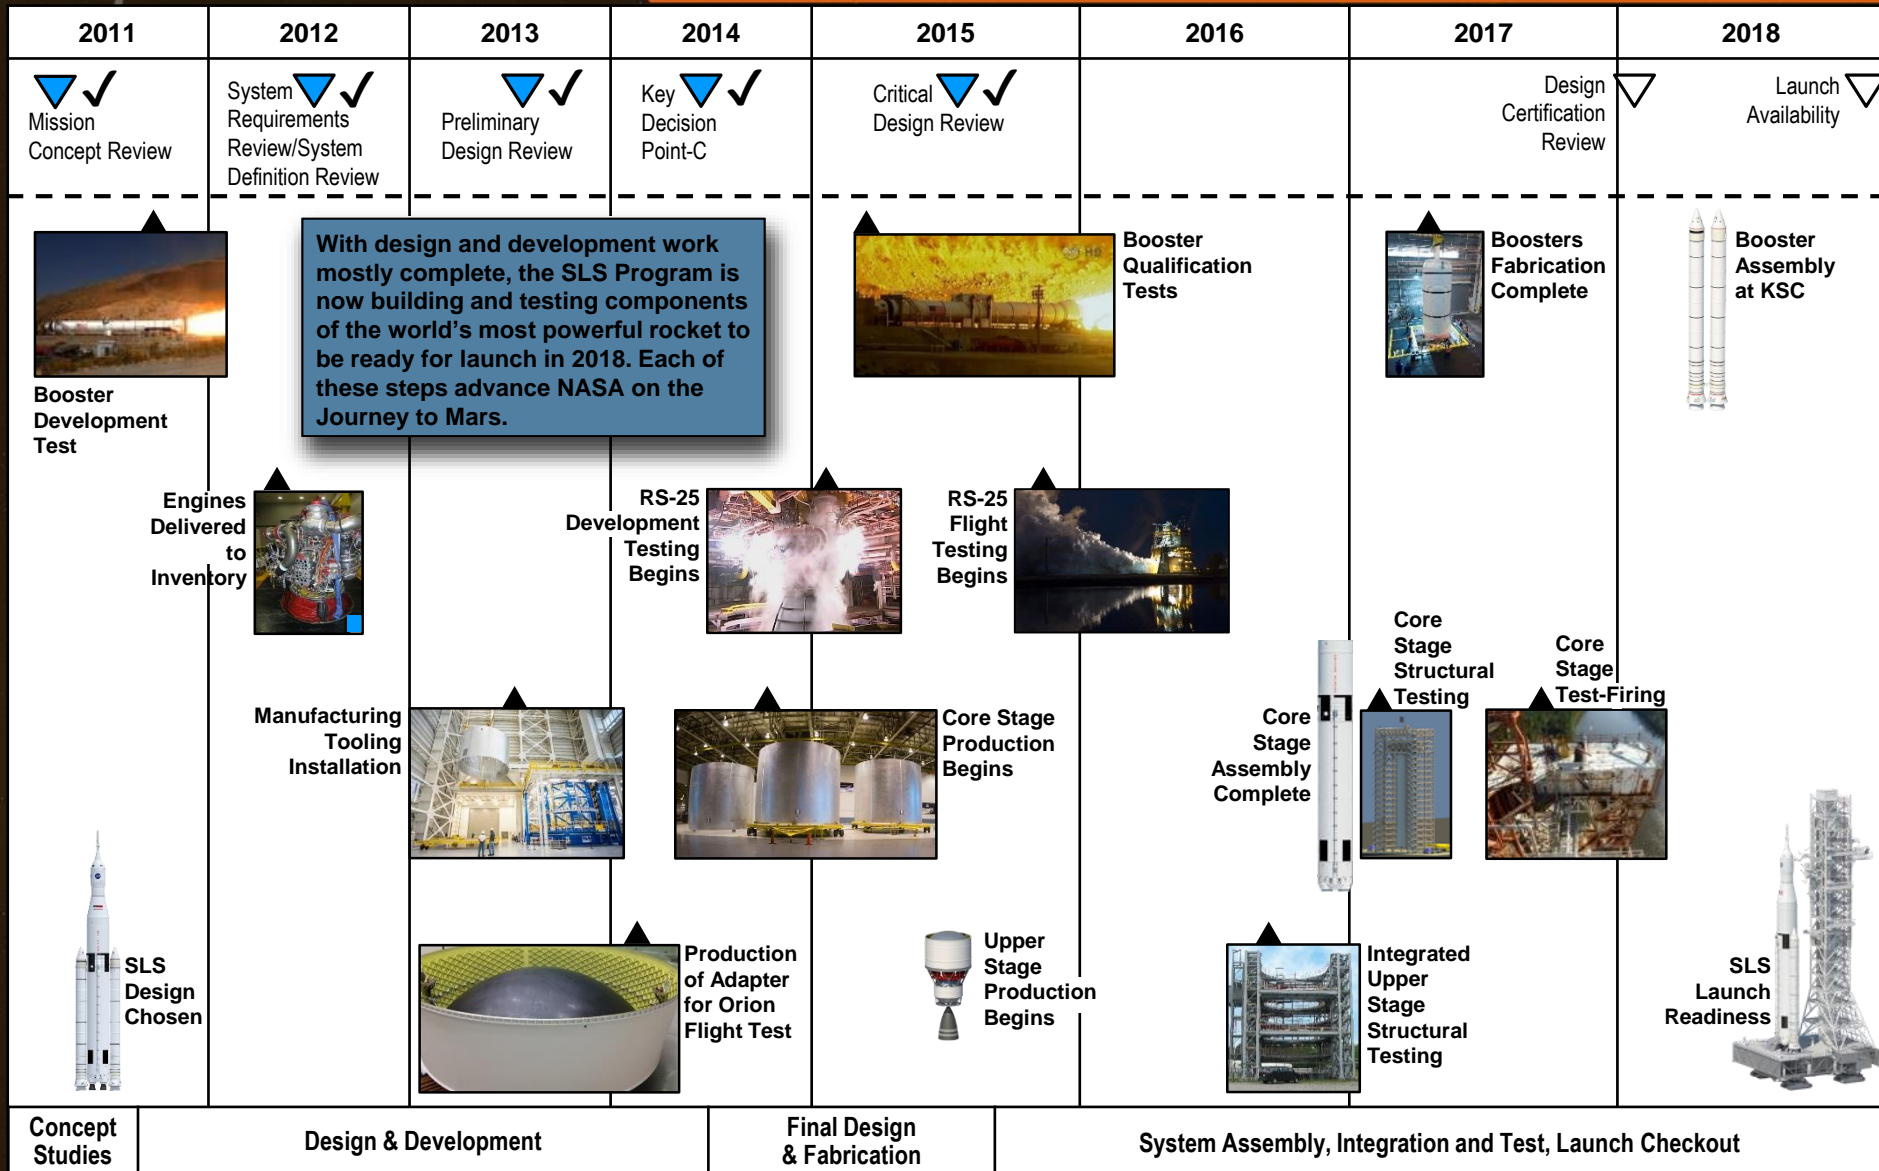 2011
2012
2013
2014
2015
2016
2017
2018
Mission
Concept Review
System
Requirements
Review/System
Definition Review
Preliminary
Design Review
Key
Decision
Point-C
Critical
Design Review
Design
Certification
Review
Launch
Availability
Booster
Development
Test
With design and development work
mostly complete, the SLS Program is
now building and testing components
of the world’s most powerful rocket to
be ready for launch in 2018. Each of
these steps advance NASA on the
Journey to Mars.
HD
Booster
Qualification
Tests
Boosters
Fabrication
Complete
Booster
Assembly
at KSC
Engines
Delivered
to
Inventory
RS-25
Development
Testing
Begins
RS-25
Flight
Testing
Begins
Manufacturing
Tooling
Installation
Core Stage
Production
Begins
Core
Stage
Assembly
Complete
Core
Stage
Structural
Testing
Core
Stage
Test-Firing
SLS
Design
Chosen
Production
of Adapter
for Orion
Flight Test
Upper
Stage
Production
Begins
Integrated
Upper
Stage
Structural
Testing
SLS
Launch
Readiness
Concept
Studies
Design & Development
Final Design
& Fabrication
System Assembly, Integration and Test, Launch Checkout